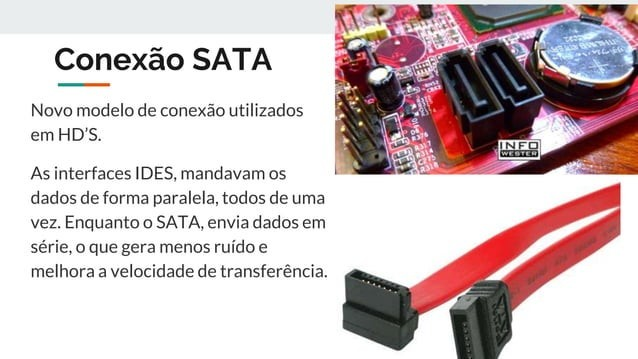 Conexão SATA
Novo modelo de conexão utilizados
em HD’S.
As interfaces IDES, mandavam os
dados de forma paralela, todos de uma
vez. Enquanto o SATA, envia dados em
série, o que gera menos ruído e
melhora a velocidade de transferência.
INFO
WESTER